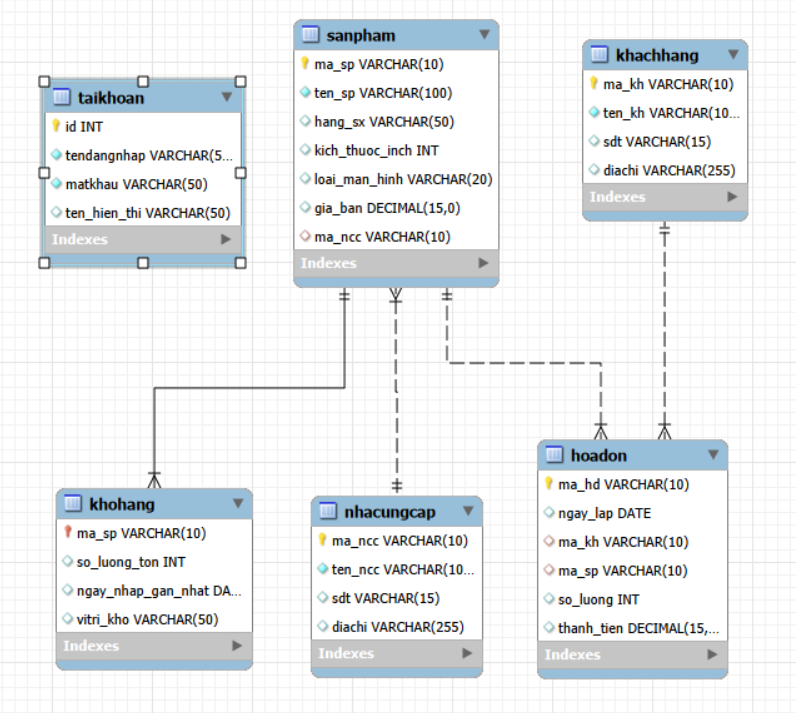 taikhoan
id INT
tendangnhap VARCHAR(5...
matkhau VARCHAR(50)
ten_hien_thi VARCHAR(50)
Indexes
sanpham
ma_sp VARCHAR(10)
ten_sp VARCHAR(100)
hang_sx VARCHAR(50)
kich_thuoc_inch INT
loai_man_hinh VARCHAR(20)
gia_ban DECIMAL(15,0)
ma_ncc VARCHAR(10)
Indexes
khachhang
ma_kh VARCHAR(10)
ten_kh VARCHAR(10...
sdt VARCHAR(15)
diachi VARCHAR(255)
Indexes
khohang
ma_sp VARCHAR(10)
so_luong_ton INT
ngay_nhap_gan_nhat DA...
vitri_kho VARCHAR(50)
Indexes
nhacungcap
ma_ncc VARCHAR(10)
ten_ncc VARCHAR(10...
sdt VARCHAR(15)
diachi VARCHAR(255)
Indexes
hoadon
ma_hd VARCHAR(10)
ngay_lap DATE
ma_kh VARCHAR(10)
ma_sp VARCHAR(10)
so_luong INT
thanh_tien DECIMAL(15,...
Indexes